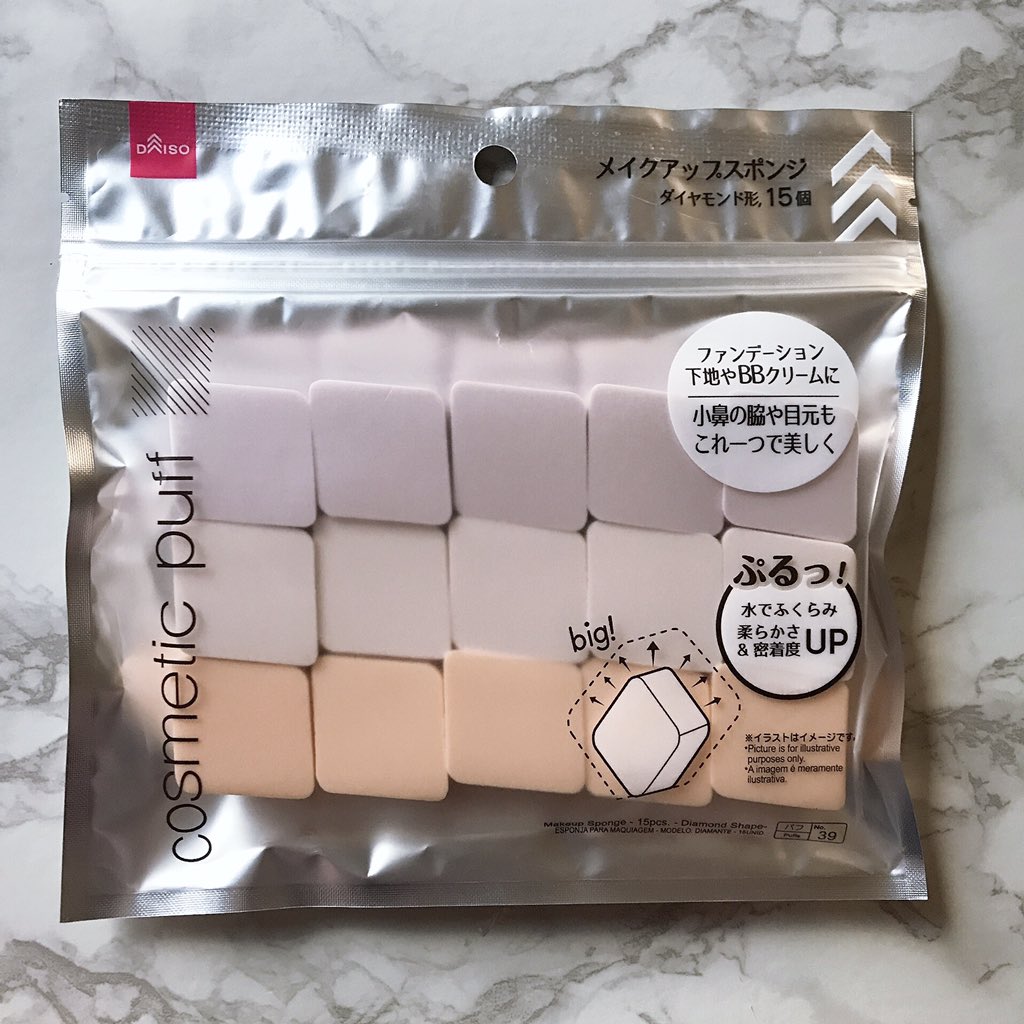 DAISO
メイクアップスポンジ
ダイヤモンド形, 15個
cosmetic puff
ファンデーション
下地やBBクリームに
小鼻の脇や目元も
これ一つで美しく
ぷるっ!
水でふくらみ
柔らかさ
&密着度 UP
big!
※イラストはイメージです。
•Picture is for illustrative
purposes only.
•A imagem é meramente
ilustrativa.
Makeup Sponge - 15pcs. - Diamond Shape-
ESPONJA PARA MAQUIAGEM - MODELO: DIAMANTE - 15UNID
パフ
Puffs
No.
39